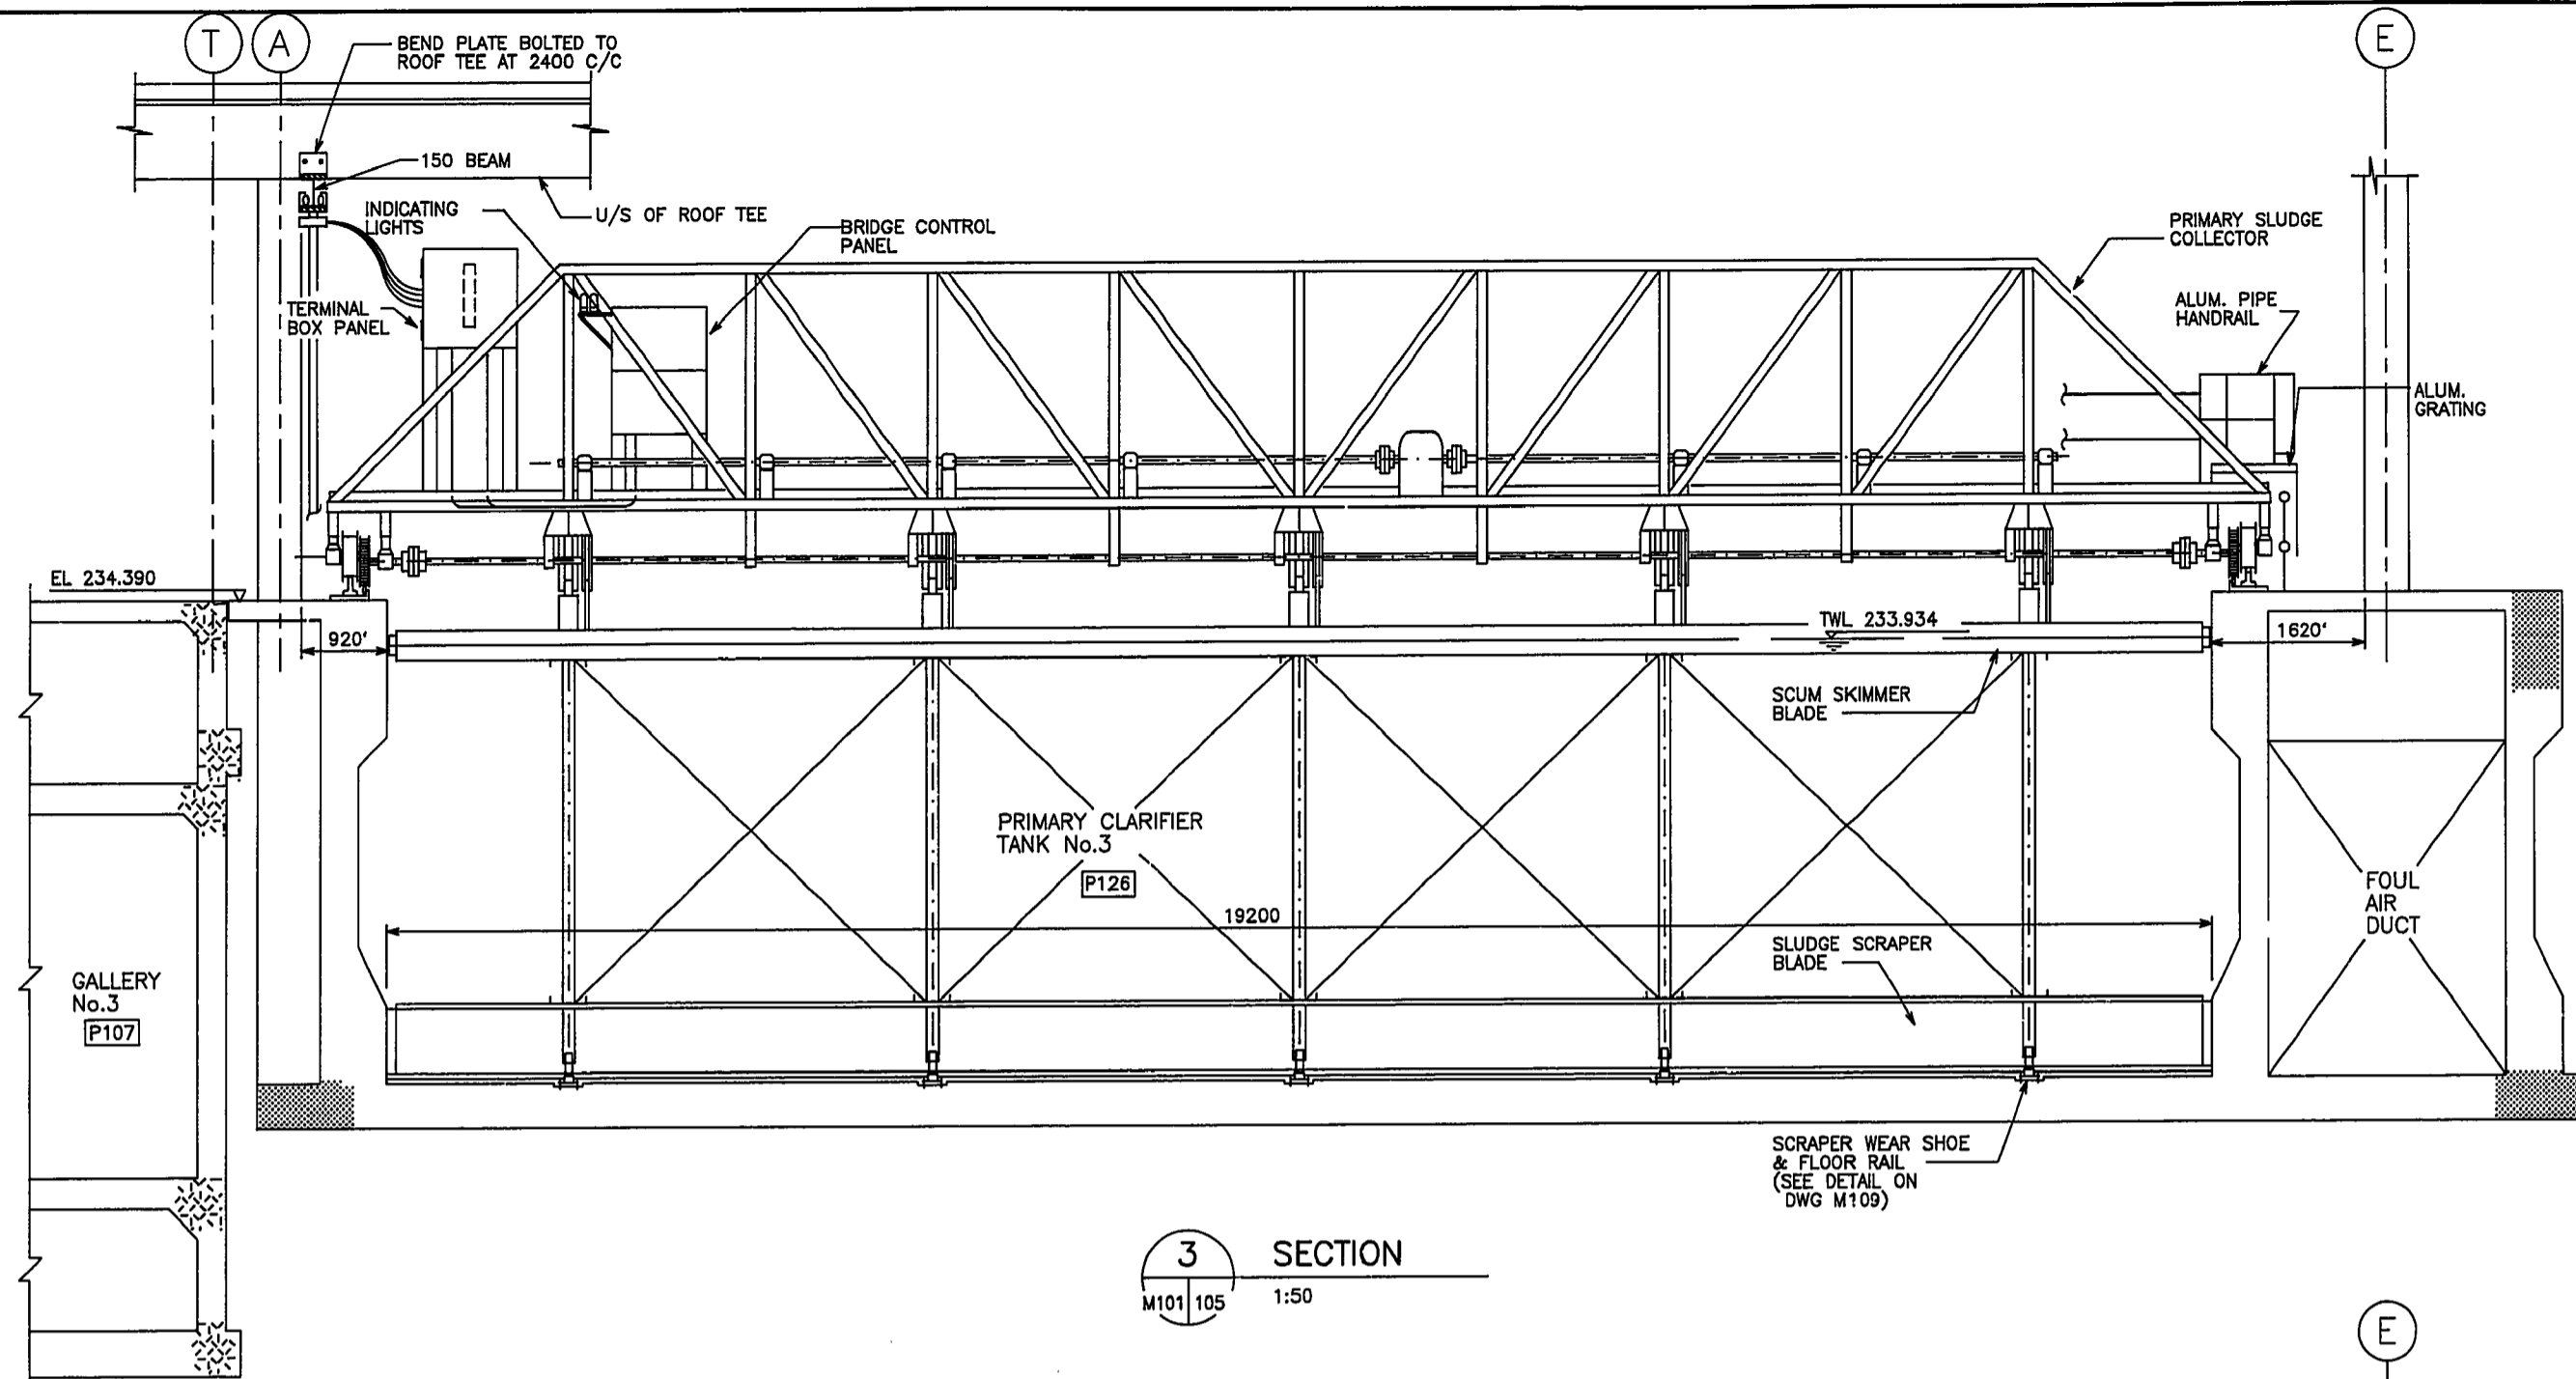 T
A
E
BEND PLATE BOLTED TO
ROOF TEE AT 2400 C/C
150 BEAM
INDICATING
LIGHTS
U/S OF ROOF TEE
BRIDGE CONTROL
PANEL
PRIMARY SLUDGE
COLLECTOR
TERMINAL
BOX PANEL
ALUM. PIPE
HANDRAIL
ALUM.
GRATING
EL 234.390
920'
TWL 233.934
1620'
SCUM SKIMMER
BLADE
PRIMARY CLARIFIER
TANK No.3
P126
19200
FOUL
AIR
DUCT
SLUDGE SCRAPER
BLADE
GALLERY
No.3
P107
SCRAPER WEAR SHOE
& FLOOR RAIL
(SEE DETAIL ON
DWG M109)
3
SECTION
M101 105
1:50
E